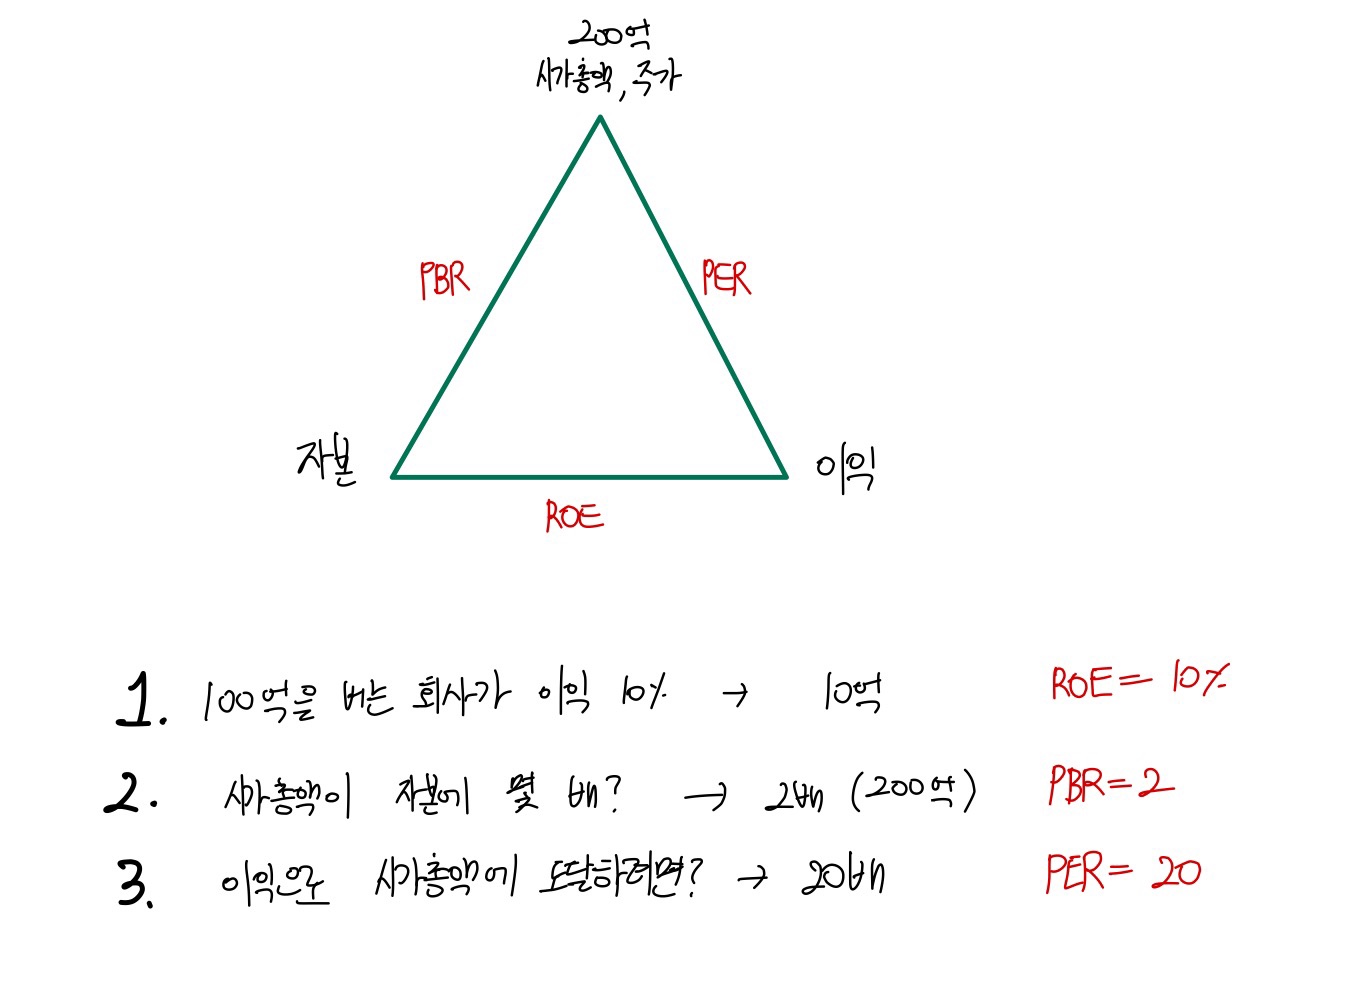 200억
시가총액, 주가
PBR
PER
자본
이익
ROE
1. 100억을 버는 회사가 이익 10% → 10억 ROE = 10%
2. 시가총액이 자본에 몇 배? → 2배 (200억) PBR = 2
3. 이익으로 시가총액에 도달하려면? → 20배 PER = 20